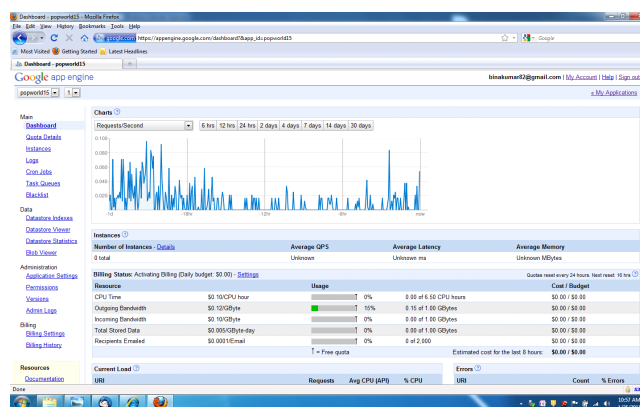 Dashboard - popworld15 - Mozilla Firefox
File Edit View History Bookmarks Tools Help
google.com https://appengine.google.com/dashboard?&app_id=popworld15
Google
Most Visited Getting Started Latest Headlines
Dashboard - popworld15
Google app engine
binakumar82@gmail.com | My Account | Help | Sign out
popworld15 1
« My Applications
Main
Dashboard
Quota Details
Instances
Logs
Cron Jobs
Task Queues
Blacklist
Data
Datastore Indexes
Datastore Viewer
Datastore Statistics
Blob Viewer
Administration
Application Settings
Permissions
Versions
Admin Logs
Billing
Billing Settings
Billing History
Resources
Documentation
Charts
Requests/Second 6 hrs 12 hrs 24 hrs 2 days 4 days 7 days 14 days 30 days
0.100
0.080
0.060
0.040
0.020
-1d -18hr -12hr -6hr now
Instances
Number of Instances - Details Average QPS Average Latency Average Memory
0 total Unknown Unknown ms Unknown MBytes
Billing Status: Activating Billing (Daily budget: $0.00) - Settings Quotas reset every 24 hours. Next reset: 16 hrs
Resource Usage Cost / Budget
CPU Time $0.10/CPU hour 0% 0.00 of 6.50 CPU hours $0.00 / $0.00
Outgoing Bandwidth $0.12/GByte 15% 0.15 of 1.00 GBytes $0.00 / $0.00
Incoming Bandwidth $0.10/GByte 0% 0.00 of 1.00 GBytes $0.00 / $0.00
Total Stored Data $0.005/GByte-day 0% 0.00 of 1.00 GBytes $0.00 / $0.00
Recipients Emailed $0.0001/Email 0% 0 of 2,000 $0.00 / $0.00
= Free quota Estimated cost for the last 8 hours: $0.00 / $0.00
Current Load
URI Requests Avg CPU (API) % CPU
Errors
URI Count % Errors
Done
10:57 AM